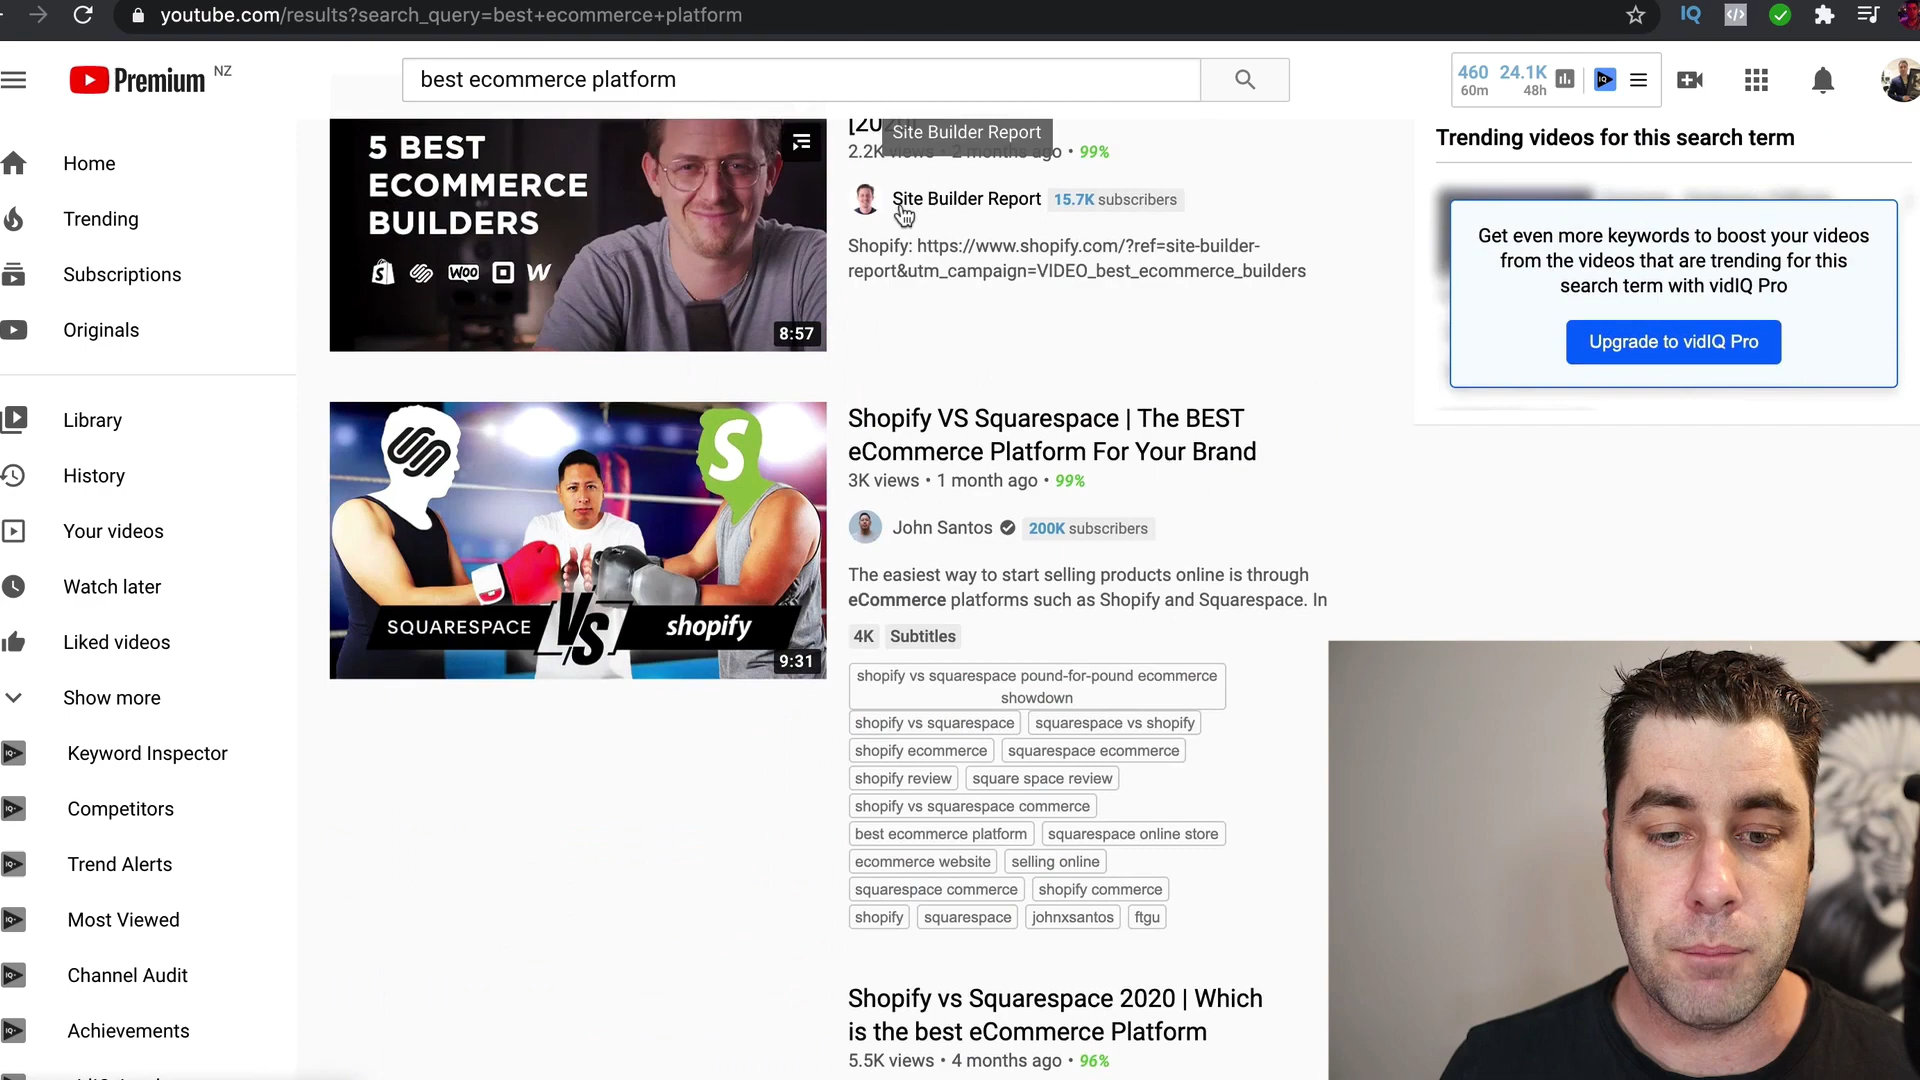 youtube.com/results?search_query=best+ecommerce+platform
IQ
Premium NZ
best ecommerce platform
460 24.1K
60m 48h
Home
Trending
Subscriptions
Originals
Library
History
Your videos
Watch later
Liked videos
Show more
Keyword Inspector
Competitors
Trend Alerts
Most Viewed
Channel Audit
Achievements
5 BEST
ECOMMERCE
BUILDERS
WOO
W
8:57
Site Builder Report
2.2K views • 2 months ago • 99%
Site Builder Report 15.7K subscribers
Shopify: https://www.shopify.com/?ref=site-builder-
report&utm_campaign=VIDEO_best_ecommerce_builders
SQUARESPACE VS shopify
9:31
Shopify VS Squarespace | The BEST
eCommerce Platform For Your Brand
3K views • 1 month ago • 99%
John Santos 200K subscribers
The easiest way to start selling products online is through
eCommerce platforms such as Shopify and Squarespace. In
4K Subtitles
shopify vs squarespace pound-for-pound ecommerce
showdown
shopify vs squarespace squarespace vs shopify
shopify ecommerce squarespace ecommerce
shopify review square space review
shopify vs squarespace commerce
best ecommerce platform squarespace online store
ecommerce website selling online
squarespace commerce shopify commerce
shopify squarespace johnxsantos ftgu
Shopify vs Squarespace 2020 | Which
is the best eCommerce Platform
5.5K views • 4 months ago • 96%
Trending videos for this search term
Get even more keywords to boost your videos
from the videos that are trending for this
search term with vidIQ Pro
Upgrade to vidIQ Pro